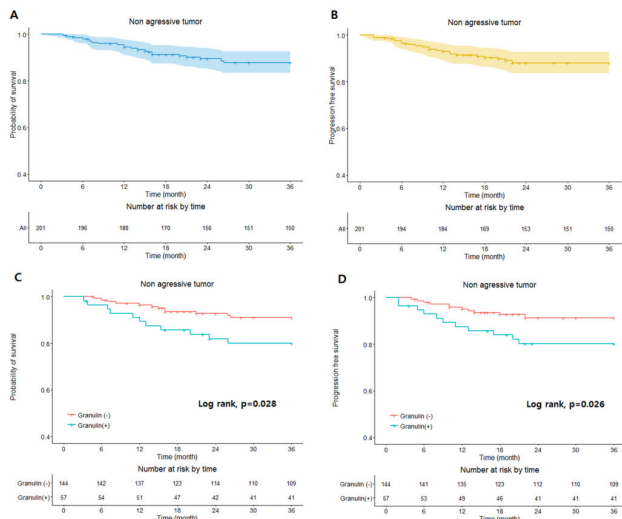 A
Non agressive tumor
Probability of survival
1.0
0.8
0.6
0.4
0 6 12 18 24 30 36
Time (month)
Number at risk by time
All 201 196 188 170 156 151 150
0 6 12 18 24 30 36
Time (month)
B
Non agressive tumor
Progression free survival
1.0
0.8
0.6
0.4
0 6 12 18 24 30 36
Time (month)
Number at risk by time
All 201 194 184 169 153 151 150
0 6 12 18 24 30 36
Time (month)
C
Non agressive tumor
Probability of survival
1.0
0.8
0.6
0.4
Log rank, p=0.028
Granulin (-)
Granulin(+)
0 6 12 18 24 30 36
Time (month)
Number at risk by time
Granulin (-) 144 142 137 123 114 110 109
Granulin(+) 57 54 51 47 42 41 41
0 6 12 18 24 30 36
Time (month)
D
Non agressive tumor
Progression free survival
1.0
0.8
0.6
0.4
Log rank, p=0.026
Granulin (-)
Granulin(+)
0 6 12 18 24 30 36
Time (month)
Number at risk by time
Granulin (-) 144 141 135 123 112 110 109
Granulin(+) 57 53 49 46 41 41 41
0 6 12 18 24 30 36
Time (month)